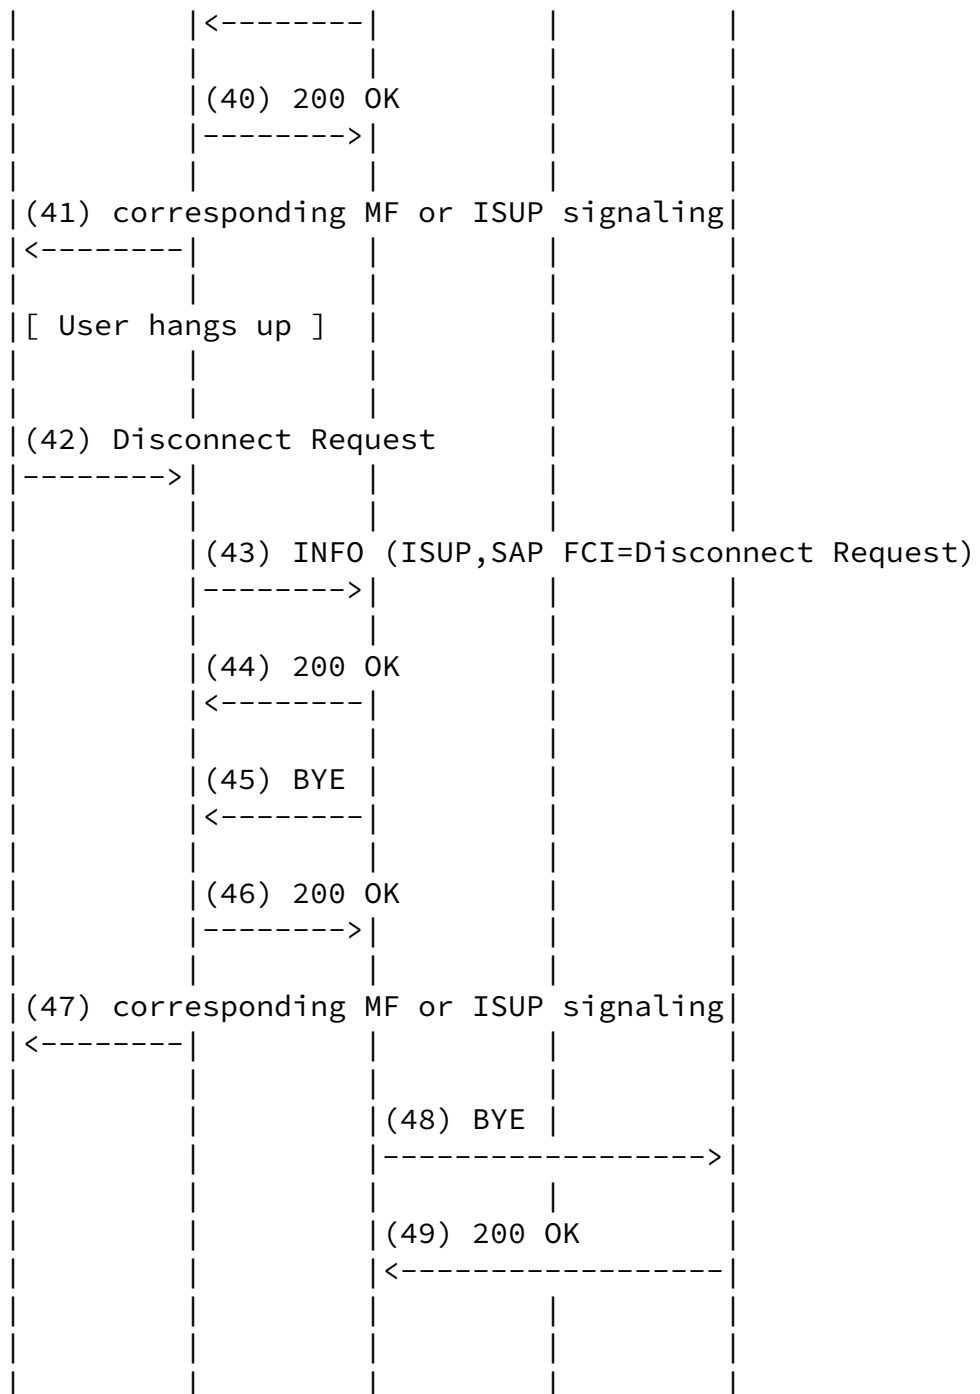 (40) 200 OK
(41) corresponding MF or ISUP signaling
[ User hangs up ]
(42) Disconnect Request
(43) INFO (ISUP,SAP FCI=Disconnect Request)
(44) 200 OK
(45) BYE
(46) 200 OK
(47) corresponding MF or ISUP signaling
(48) BYE
(49) 200 OK